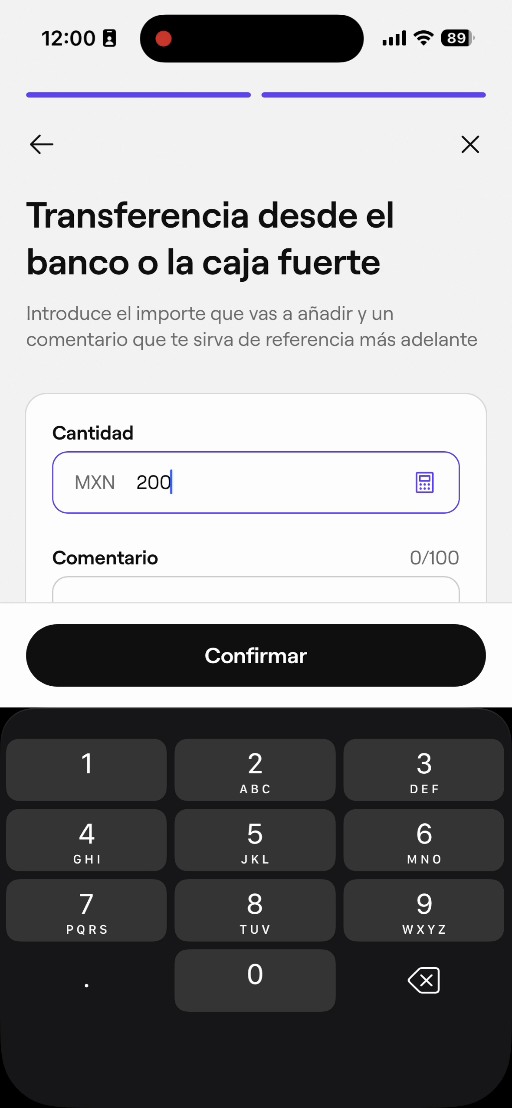 12:00
89
Transferencia desde el
banco o la caja fuerte
Introduce el importe que vas a añadir y un
comentario que te sirva de referencia más adelante
Cantidad
MXN 200
Comentario 0/100
Confirmar
1 2 3
ABC DEF
4 5 6
GHI JKL MNO
7 8 9
PQRS TUV WXYZ
. 0